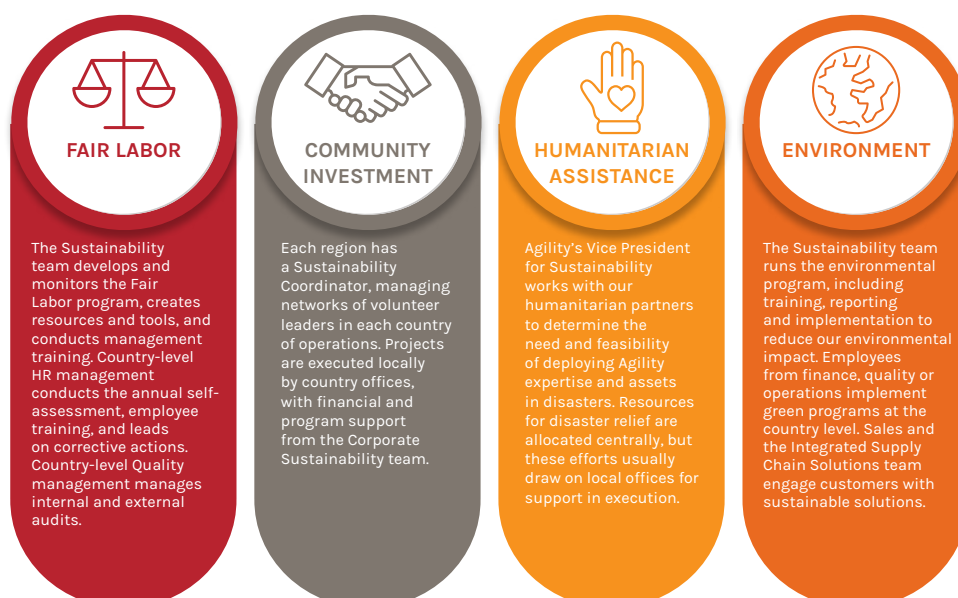 FAIR LABOR
The Sustainability
team develops and
monitors the Fair
Labor program, creates
resources and tools, and
conducts management
training. Country-level
HR management
conducts the annual self-
assessment, employee
training, and leads
on corrective actions.
Country-level Quality
management manages
internal and external
audits.
COMMUNITY
INVESTMENT
Each region has
a Sustainability
Coordinator, managing
networks of volunteer
leaders in each country
of operations. Projects
are executed locally
by country offices,
with financial and
program support
from the Corporate
Sustainability team.
HUMANITARIAN
ASSISTANCE
Agility's Vice President
for Sustainability
works with our
humanitarian partners
to determine the
need and feasibility
of deploying Agility
expertise and assets
in disasters. Resources
for disaster relief are
allocated centrally, but
these efforts usually
draw on local offices for
support in execution.
ENVIRONMENT
The Sustainability team
runs the environmental
program, including
training, reporting
and implementation to
reduce our environmental
impact. Employees
from finance, quality or
operations implement
green programs at the
country level. Sales and
the Integrated Supply
Chain Solutions team
engage customers with
sustainable solutions.